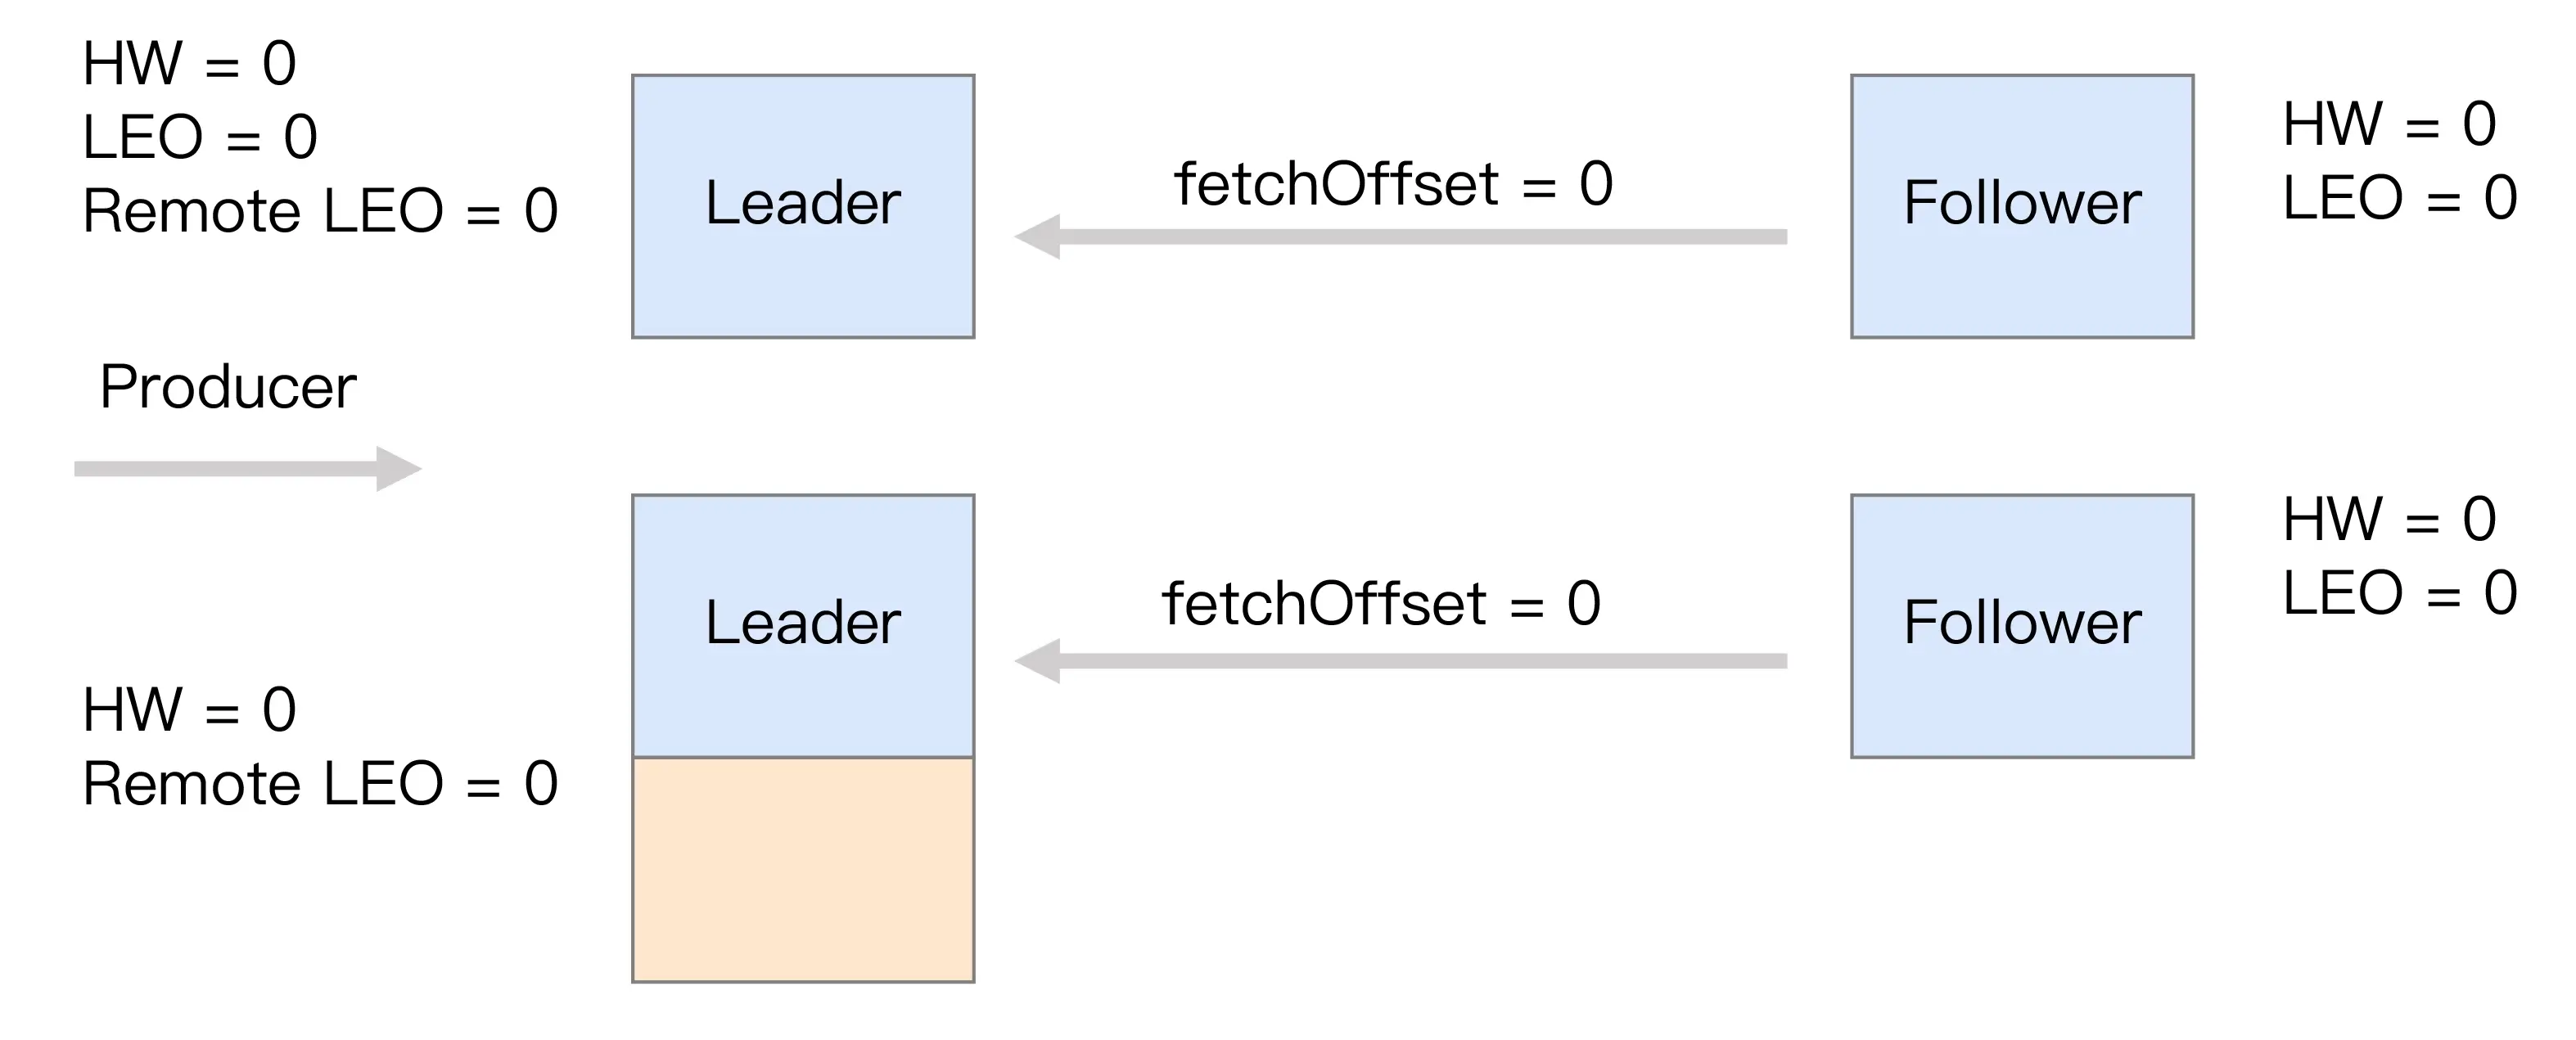 HW = 0
LEO = 0
Remote LEO = 0
Leader
fetchOffset = 0
Follower
HW = 0
LEO = 0
Producer
Leader
fetchOffset = 0
Follower
HW = 0
LEO = 0
HW = 0
Remote LEO = 0